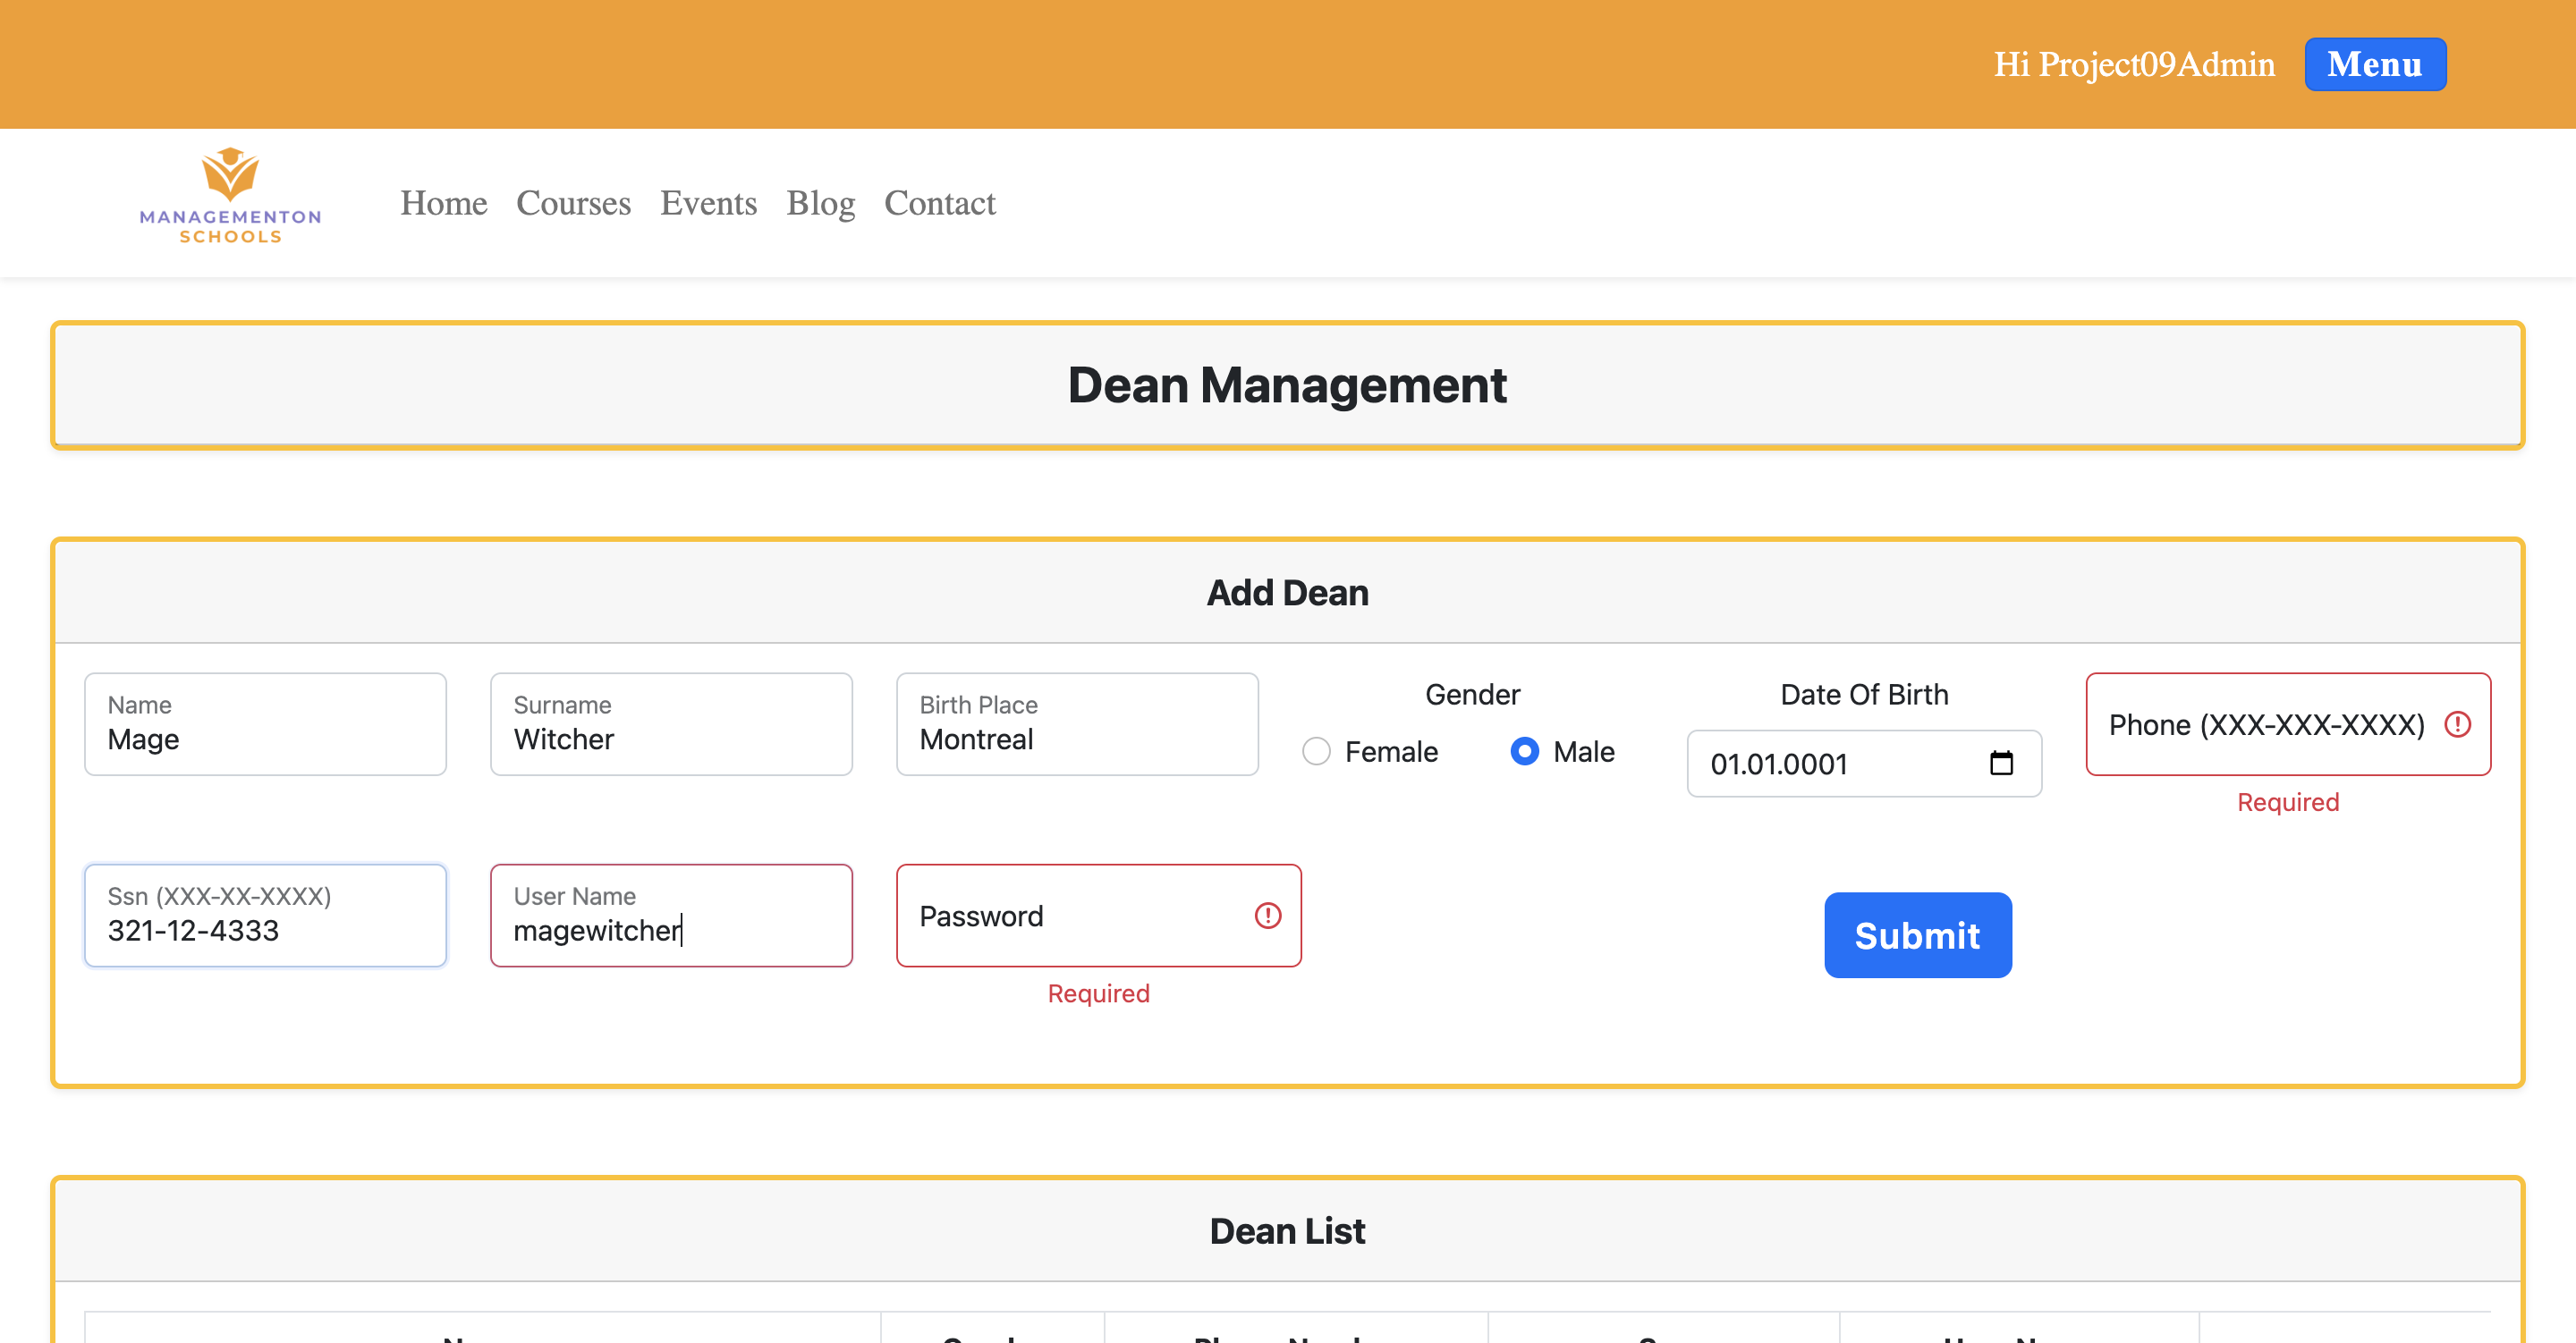 Hi Project09Admin Menu
MANAGEMENTON
SCHOOLS
Home Courses Events Blog Contact
Dean Management
Add Dean
Name
Mage
Surname
Witcher
Birth Place
Montreal
Gender
Female Male
Date Of Birth
01.01.0001
Phone (XXX-XXX-XXXX)
Required
Ssn (XXX-XX-XXXX)
321-12-4333
User Name
magewitcher
Password
Required
Submit
Dean List